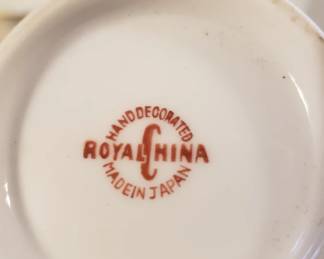 HAND DECORATED
ROYAL CHINA
MADE IN JAPAN